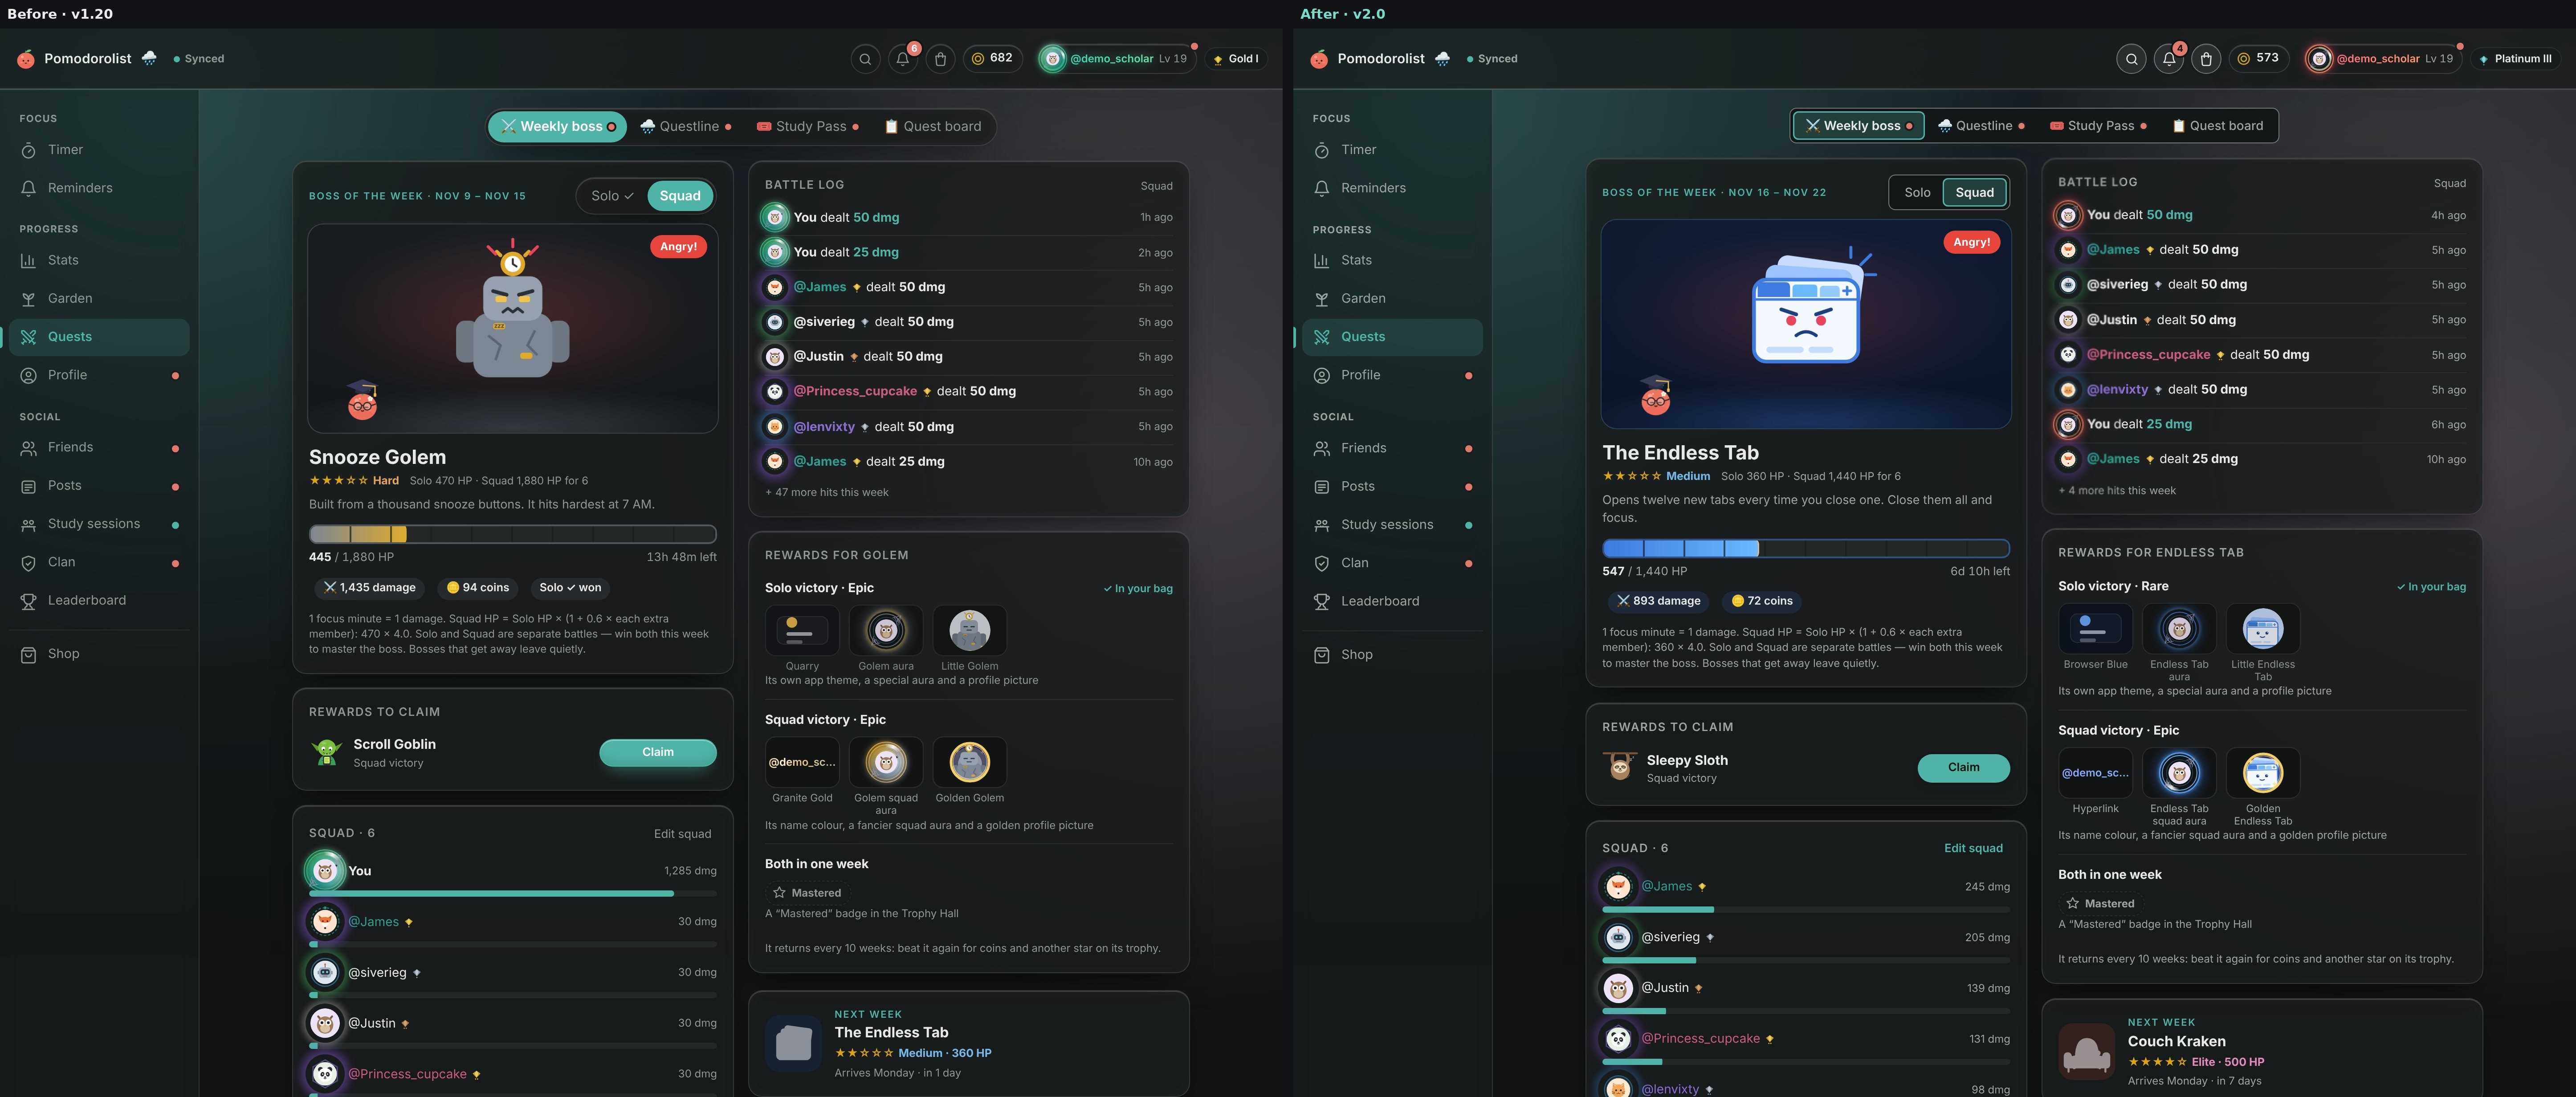 Before · v1.20
Pomodorolist
Synced
6
682
@demo_scholar Lv 19
Gold I
FOCUS
Timer
Reminders
PROGRESS
Stats
Garden
Quests
Profile
SOCIAL
Friends
Posts
Study sessions
Clan
Leaderboard
Shop
Weekly boss
Questline
Study Pass
Quest board
BOSS OF THE WEEK · NOV 9 – NOV 15
Solo ✓
Squad
Angry!
zzz
Snooze Golem
★★★☆☆ Hard Solo 470 HP · Squad 1,880 HP for 6
Built from a thousand snooze buttons. It hits hardest at 7 AM.
445 / 1,880 HP
13h 48m left
1,435 damage
94 coins
Solo ✓ won
1 focus minute = 1 damage. Squad HP = Solo HP × (1 + 0.6 × each extra
member): 470 × 4.0. Solo and Squad are separate battles — win both this week
to master the boss. Bosses that get away leave quietly.
REWARDS TO CLAIM
Scroll Goblin
Squad victory
Claim
SQUAD · 6
Edit squad
You
1,285 dmg
@James
30 dmg
@siverieg
30 dmg
@Justin
30 dmg
@Princess_cupcake
30 dmg
BATTLE LOG
Squad
You dealt 50 dmg
1h ago
You dealt 25 dmg
2h ago
@James dealt 50 dmg
5h ago
@siverieg dealt 50 dmg
5h ago
@Justin dealt 50 dmg
5h ago
@Princess_cupcake dealt 50 dmg
5h ago
@lenvixty dealt 50 dmg
5h ago
@James dealt 25 dmg
10h ago
+ 47 more hits this week
REWARDS FOR GOLEM
Solo victory · Epic
✓ In your bag
Quarry
Golem aura
Little Golem
Its own app theme, a special aura and a profile picture
Squad victory · Epic
@demo_sc...
Granite Gold
Golem squad
aura
Golden Golem
Its name colour, a fancier squad aura and a golden profile picture
Both in one week
Mastered
A “Mastered” badge in the Trophy Hall
It returns every 10 weeks: beat it again for coins and another star on its trophy.
NEXT WEEK
The Endless Tab
★★☆☆☆ Medium · 360 HP
Arrives Monday · in 1 day
After · v2.0
Pomodorolist
Synced
4
573
@demo_scholar Lv 19
Platinum III
FOCUS
Timer
Reminders
PROGRESS
Stats
Garden
Quests
Profile
SOCIAL
Friends
Posts
Study sessions
Clan
Leaderboard
Shop
Weekly boss
Questline
Study Pass
Quest board
BOSS OF THE WEEK · NOV 16 – NOV 22
Solo
Squad
Angry!
The Endless Tab
★★☆☆☆ Medium Solo 360 HP · Squad 1,440 HP for 6
Opens twelve new tabs every time you close one. Close them all and
focus.
547 / 1,440 HP
6d 10h left
893 damage
72 coins
1 focus minute = 1 damage. Squad HP = Solo HP × (1 + 0.6 × each extra
member): 360 × 4.0. Solo and Squad are separate battles — win both this week
to master the boss. Bosses that get away leave quietly.
REWARDS TO CLAIM
Sleepy Sloth
Squad victory
Claim
SQUAD · 6
Edit squad
@James
245 dmg
@siverieg
205 dmg
@Justin
139 dmg
@Princess_cupcake
131 dmg
@lenvixty
98 dmg
BATTLE LOG
Squad
You dealt 50 dmg
4h ago
@James dealt 50 dmg
5h ago
@siverieg dealt 50 dmg
5h ago
@Justin dealt 50 dmg
5h ago
@Princess_cupcake dealt 50 dmg
5h ago
@lenvixty dealt 50 dmg
5h ago
You dealt 25 dmg
6h ago
@James dealt 25 dmg
10h ago
+ 4 more hits this week
REWARDS FOR ENDLESS TAB
Solo victory · Rare
✓ In your bag
Browser Blue
Endless Tab
aura
Little Endless
Tab
Its own app theme, a special aura and a profile picture
Squad victory · Epic
@demo_sc...
Hyperlink
Endless Tab
squad aura
Golden
Endless Tab
Its name colour, a fancier squad aura and a golden profile picture
Both in one week
Mastered
A “Mastered” badge in the Trophy Hall
It returns every 10 weeks: beat it again for coins and another star on its trophy.
NEXT WEEK
Couch Kraken
★★★★☆ Elite · 500 HP
Arrives Monday · in 7 days